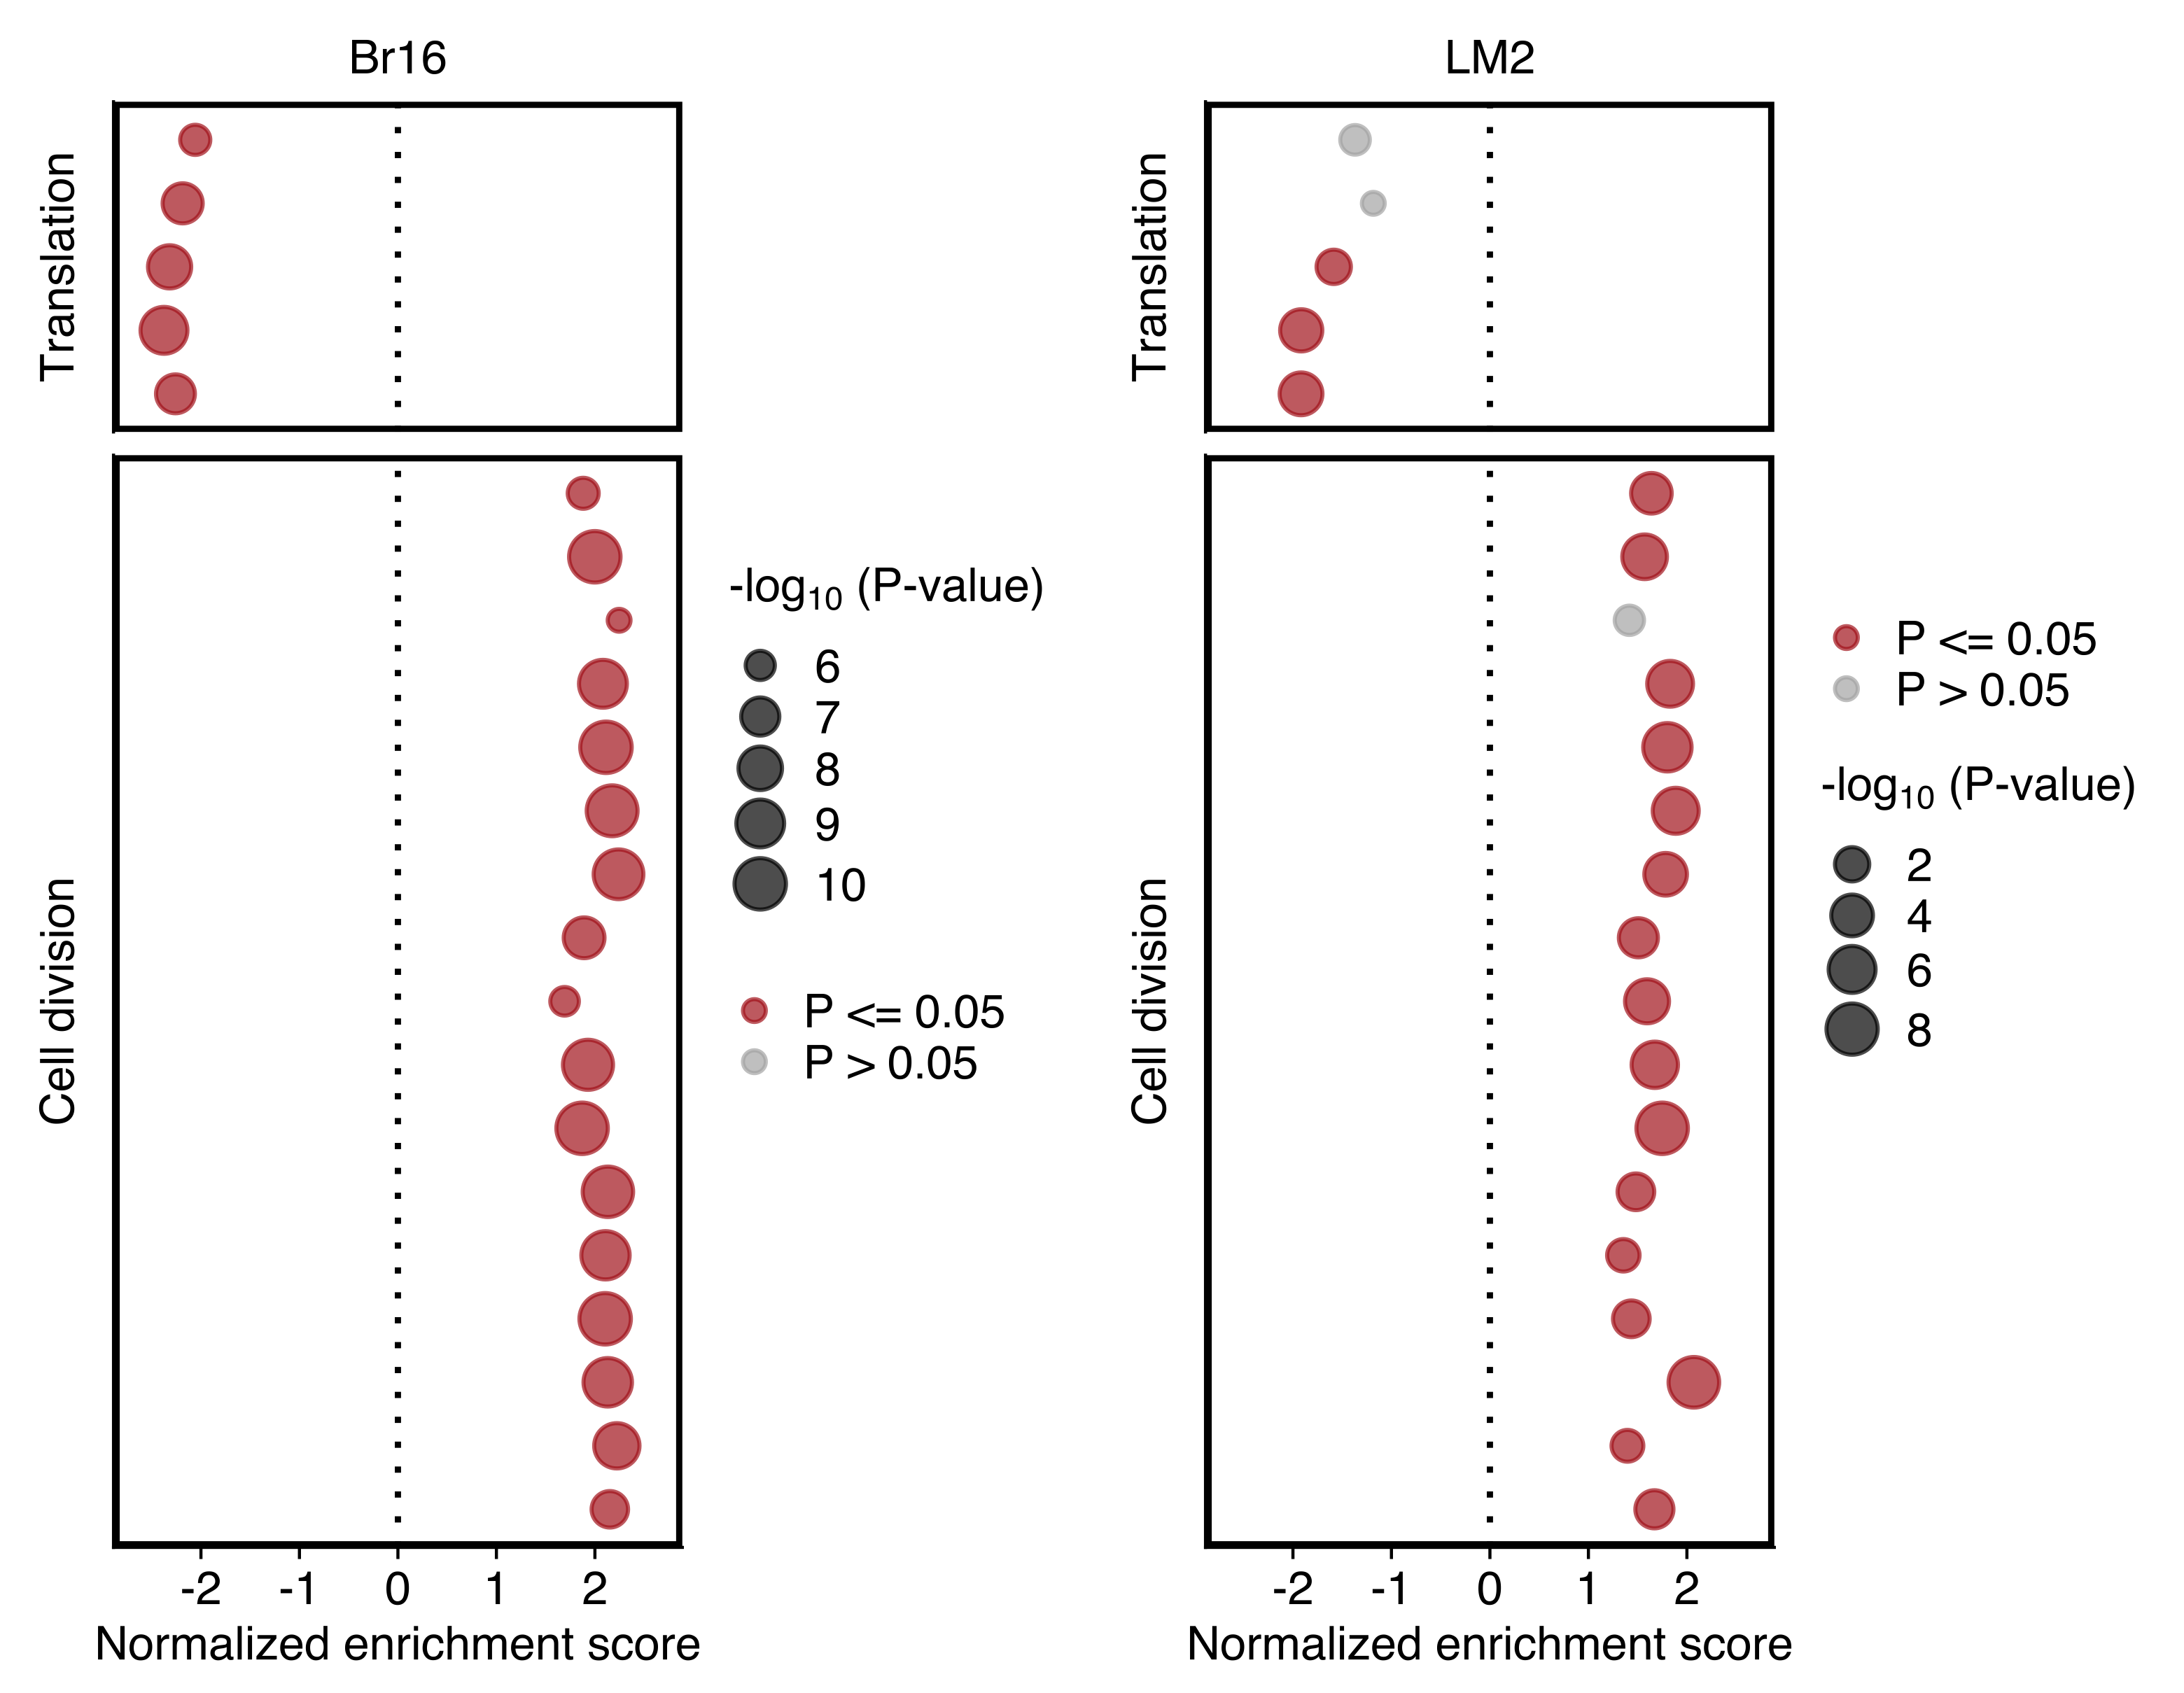 Br16
Translation
Cell division
-log10 (P-value)
6
7
8
9
10
P <= 0.05
P > 0.05
-2 -1 0 1 2
Normalized enrichment score
LM2
Translation
Cell division
P <= 0.05
P > 0.05
-log10 (P-value)
2
4
6
8
-2 -1 0 1 2
Normalized enrichment score